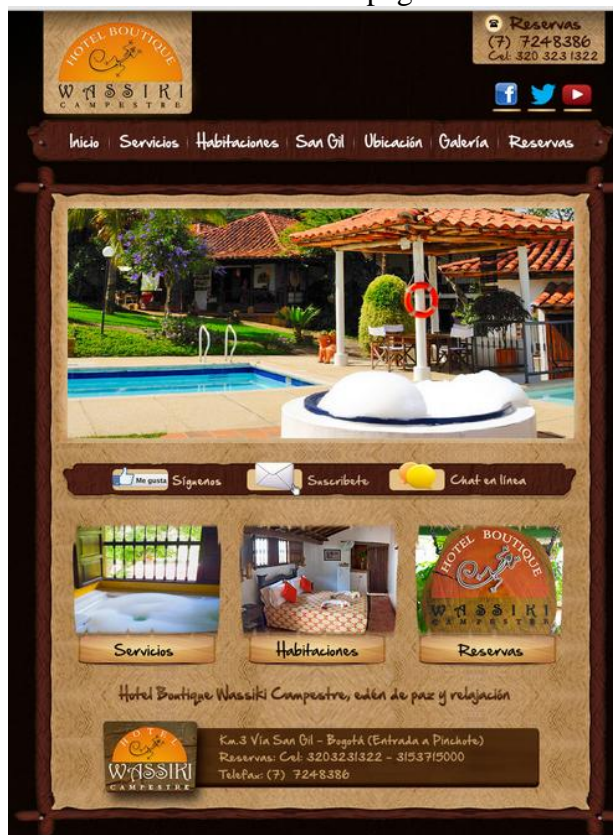 pag
HOTEL BOUTIQUE
WASSIKI
CAMPESTRE
Reservas
(7) 7248386
Cel: 320 323 1322
f
Inicio Servicios Habitaciones San Gil Ubicación Galería Reservas
Me gusta Síguenos Suscríbete Chat en línea
HOTEL BOUTIQUE
WASSIKI
CAMPESTRE
Servicios Habitaciones Reservas
Hotel Boutique Wassiki Campestre, edén de paz y relajación
HOTEL
WASSIKI
CAMPESTRE
Km.3 Vía San Gil - Bogotá (Entrada a Pinchote)
Reservas: Cel: 3203231322 - 3153715000
Telefax: (7) 7248386